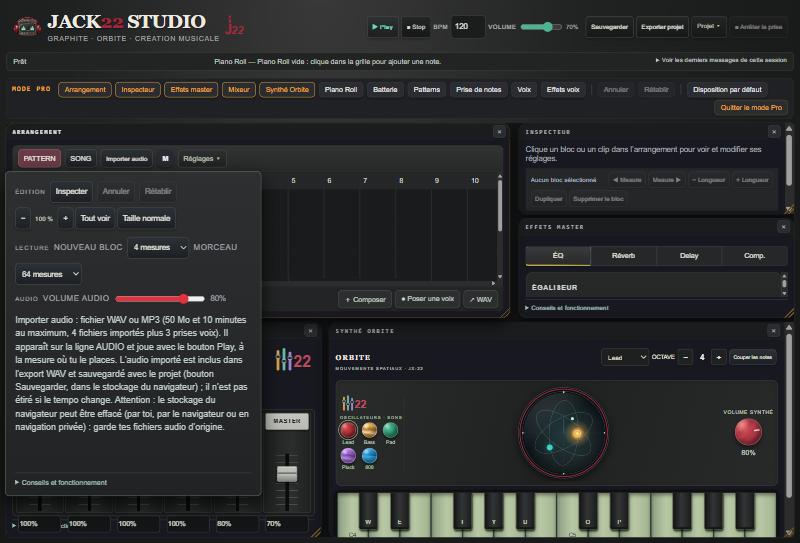 JACK22 STUDIO
GRAPHITE · ORBITE · CRÉATION MUSICALE
J22
▶ Play ■ Stop BPM 120 VOLUME 70% Sauvegarder Exporter projet Projet ■ Arrêter la prise
Prêt Piano Roll — Piano Roll vide : clique dans la grille pour ajouter une note. ▶ Voir les derniers messages de cette session
MODE PRO Arrangement Inspecteur Effets master Mixeur Synthé Orbite Piano Roll Batterie Patterns Prise de notes Voix Effets voix Annuler Rétablir Disposition par défaut
Quitter le mode Pro
ARRANGEMENT ×
PATTERN SONG Importer audio M Réglages
5 6 7 8 9 10
ÉDITION Inspecter Annuler Rétablir
− 100 % + Tout voir Taille normale
LECTURE NOUVEAU BLOC 4 mesures MORCEAU
64 mesures
AUDIO VOLUME AUDIO 80%
Importer audio : fichier WAV ou MP3 (50 Mo et 10 minutes
au maximum, 4 fichiers importés plus 3 prises voix). Il
apparaît sur la ligne AUDIO et joue avec le bouton Play, à
la mesure où tu le places. L'audio importé est inclus dans
l'export WAV et sauvegardé avec le projet (bouton
Sauvegarder, dans le stockage du navigateur) ; il n'est pas
étiré si le tempo change. Attention : le stockage du
navigateur peut être effacé (par toi, par le navigateur ou en
navigation privée) : garde tes fichiers audio d'origine.
▶ Conseils et fonctionnement
+ Composer ● Poser une voix ↗ WAV
INSPECTEUR ×
Clique un bloc ou un clip dans l'arrangement pour voir et modifier ses
réglages.
Aucun bloc sélectionné ◀ Mesure Mesure ▶ − Longueur + Longueur
Dupliquer Supprimer le bloc
EFFETS MASTER ×
ÉQ Réverb Delay Comp.
ÉGALISEUR
▶ Conseils et fonctionnement
×
22
MASTER
100% 100% 100% 100% 80% 70%
SYNTHÉ ORBITE ×
ORBITE
MOUVEMENTS SPATIAUX · JS-22
Lead OCTAVE − 4 + Couper les notes
22
OSCILLATEURS · SONS
Lead Bass Pad
Pluck 808
VOLUME SYNTHÉ
80%
W E T Y U O P
C4 C5